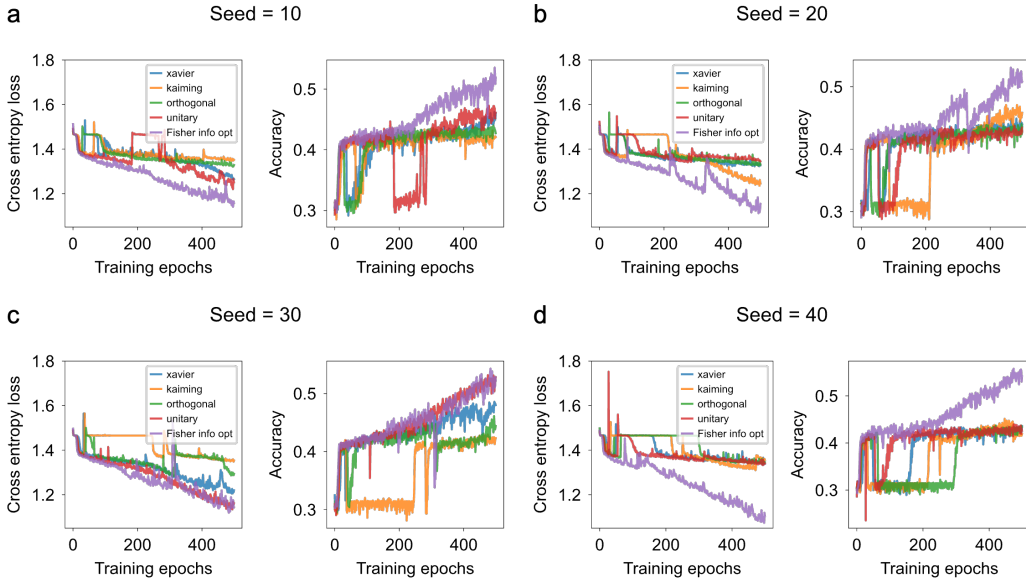 a
Seed = 10
Cross entropy loss
1.8
1.6
1.4
1.2
0
200
400
Training epochs
xavier
kaiming
orthogonal
unitary
Fisher info opt
Accuracy
0.5
0.4
0.3
0
200
400
Training epochs
b
Seed = 20
Cross entropy loss
1.8
1.6
1.4
1.2
0
200
400
Training epochs
xavier
kaiming
orthogonal
unitary
Fisher info opt
Accuracy
0.5
0.4
0.3
0
200
400
Training epochs
c
Seed = 30
Cross entropy loss
1.8
1.6
1.4
1.2
0
200
400
Training epochs
xavier
kaiming
orthogonal
unitary
Fisher info opt
Accuracy
0.5
0.4
0.3
0
200
400
Training epochs
d
Seed = 40
Cross entropy loss
1.8
1.6
1.4
1.2
0
200
400
Training epochs
xavier
kaiming
orthogonal
unitary
Fisher info opt
Accuracy
0.5
0.4
0.3
0
200
400
Training epochs